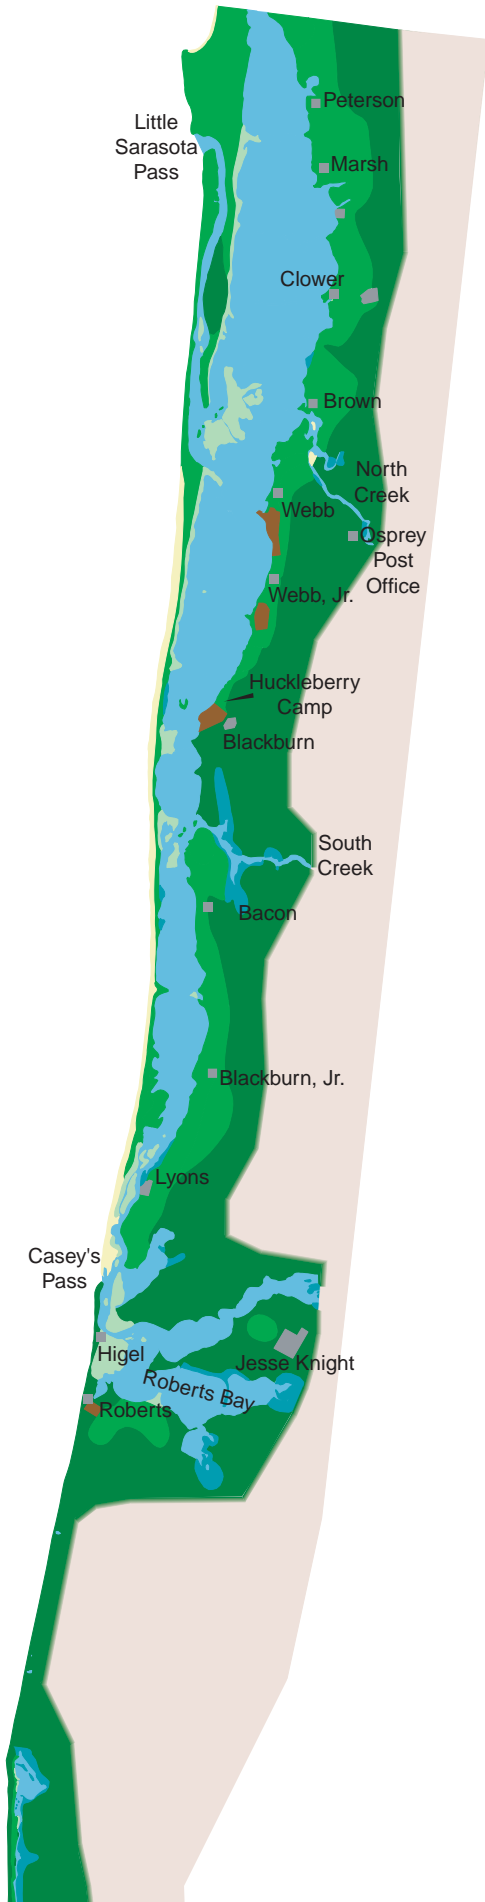 Peterson
Little
Sarasota
Pass
Marsh
Clower
Brown
North
Creek
Webb
Osprey
Post
Office
Webb, Jr.
Huckleberry
Camp
Blackburn
South
Creek
Bacon
Blackburn, Jr.
Lyons
Casey's
Pass
Higel
Jesse Knight
Roberts Bay
Roberts